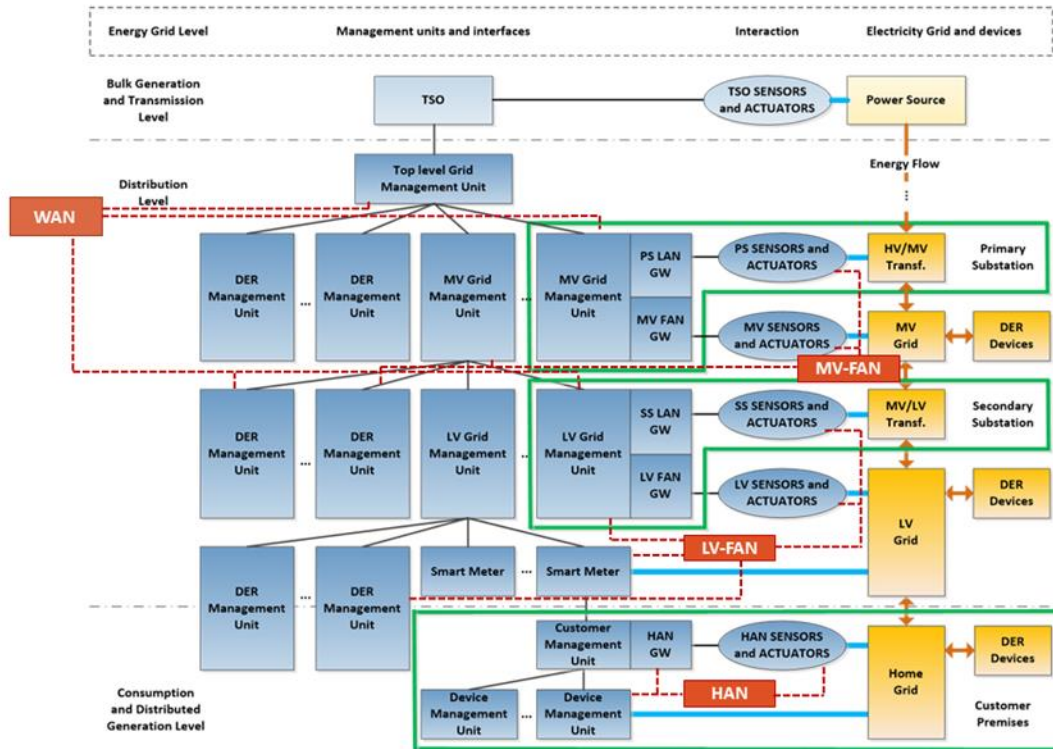 Energy Grid Level
Management units and interfaces
Interaction
Electricity Grid and devices
Bulk Generation
and Transmission
Level
TSO
TSO SENSORS
and ACTUATORS
Power Source
Top level Grid
Management Unit
Energy Flow
...
Distribution
Level
WAN
DER
Management
Unit
...
DER
Management
Unit
MV Grid
Management
Unit
...
MV Grid
Management
Unit
PS LAN
GW
MV FAN
GW
PS SENSORS and
ACTUATORS
HV/MV
Transf.
Primary
Substation
MV SENSORS and
ACTUATORS
MV
Grid
DER
Devices
MV-FAN
DER
Management
Unit
...
DER
Management
Unit
LV Grid
Management
Unit
...
LV Grid
Management
Unit
SS LAN
GW
LV FAN
GW
SS SENSORS and
ACTUATORS
MV/LV
Transf.
Secondary
Substation
LV SENSORS and
ACTUATORS
LV
Grid
DER
Devices
LV-FAN
DER
Management
Unit
...
DER
Management
Unit
Smart Meter
...
Smart Meter
Customer
Management
Unit
HAN
GW
HAN SENSORS
and ACTUATORS
Home
Grid
DER
Devices
HAN
Device
Management
Unit
...
Device
Management
Unit
Consumption
and Distributed
Generation Level
Customer
Premises